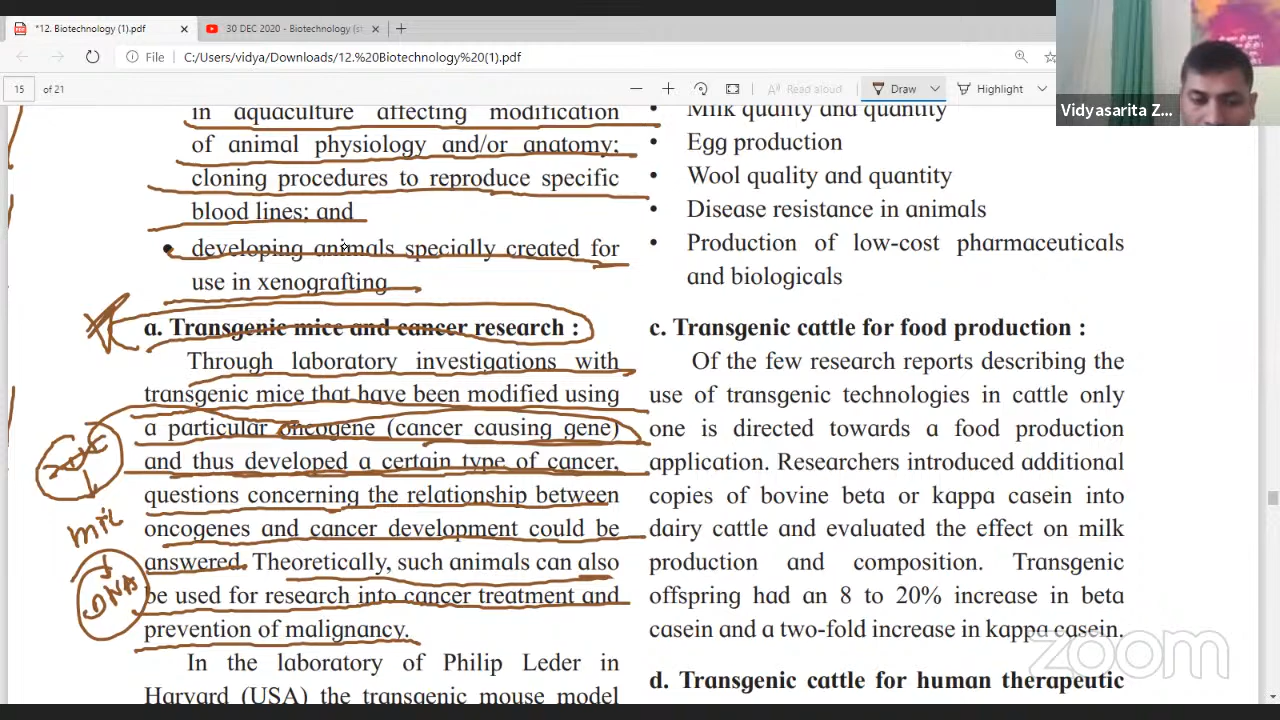 *12. Biotechnology (1).pdf
30 DEC 2020 - Biotechnology (st
File
C:/Users/vidya/Downloads/12.%20Biotechnology%20(1).pdf
15 of 21
Read aloud
Draw
Highlight
Vidyasarita Z...
in aquaculture affecting modification
of animal physiology and/or anatomy;
cloning procedures to reproduce specific
blood lines; and
• developing animals specially created for
use in xenografting
a. Transgenic mice and cancer research :
Through laboratory investigations with
transgenic mice that have been modified using
a particular oncogene (cancer causing gene)
and thus developed a certain type of cancer,
questions concerning the relationship between
oncogenes and cancer development could be
answered. Theoretically, such animals can also
be used for research into cancer treatment and
prevention of malignancy.
In the laboratory of Philip Leder in
Harvard (USA) the transgenic mouse model
DNA
• Milk quality and quantity
• Egg production
• Wool quality and quantity
• Disease resistance in animals
• Production of low-cost pharmaceuticals
and biologicals
c. Transgenic cattle for food production :
Of the few research reports describing the
use of transgenic technologies in cattle only
one is directed towards a food production
application. Researchers introduced additional
copies of bovine beta or kappa casein into
dairy cattle and evaluated the effect on milk
production and composition. Transgenic
offspring had an 8 to 20% increase in beta
casein and a two-fold increase in kappa casein.
d. Transgenic cattle for human therapeutic
zoom